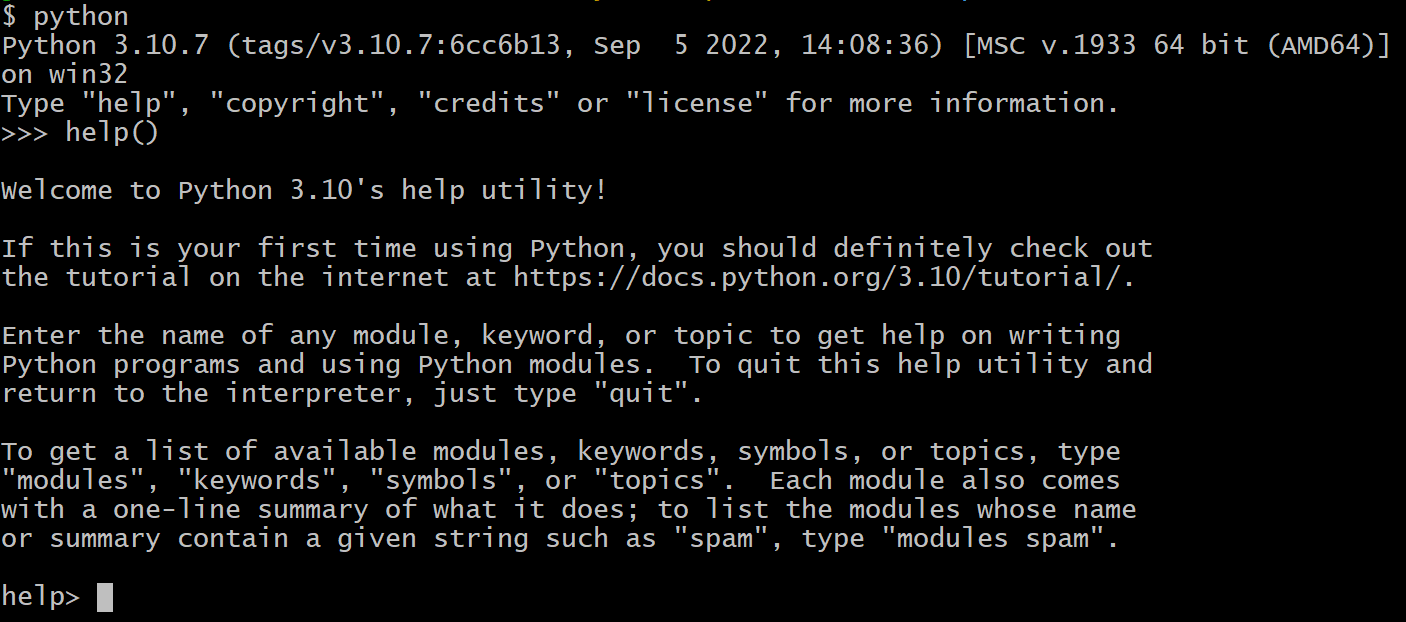 $ python
Python 3.10.7 (tags/v3.10.7:6cc6b13, Sep  5 2022, 14:08:36) [MSC v.1933 64 bit (AMD64)]
on win32
Type "help", "copyright", "credits" or "license" for more information.
>>> help()
Welcome to Python 3.10's help utility!
If this is your first time using Python, you should definitely check out
the tutorial on the internet at https://docs.python.org/3.10/tutorial/.
Enter the name of any module, keyword, or topic to get help on writing
Python programs and using Python modules.  To quit this help utility and
return to the interpreter, just type "quit".
To get a list of available modules, keywords, symbols, or topics, type
"modules", "keywords", "symbols", or "topics".  Each module also comes
with a one-line summary of what it does; to list the modules whose name
or summary contain a given string such as "spam", type "modules spam".
help>